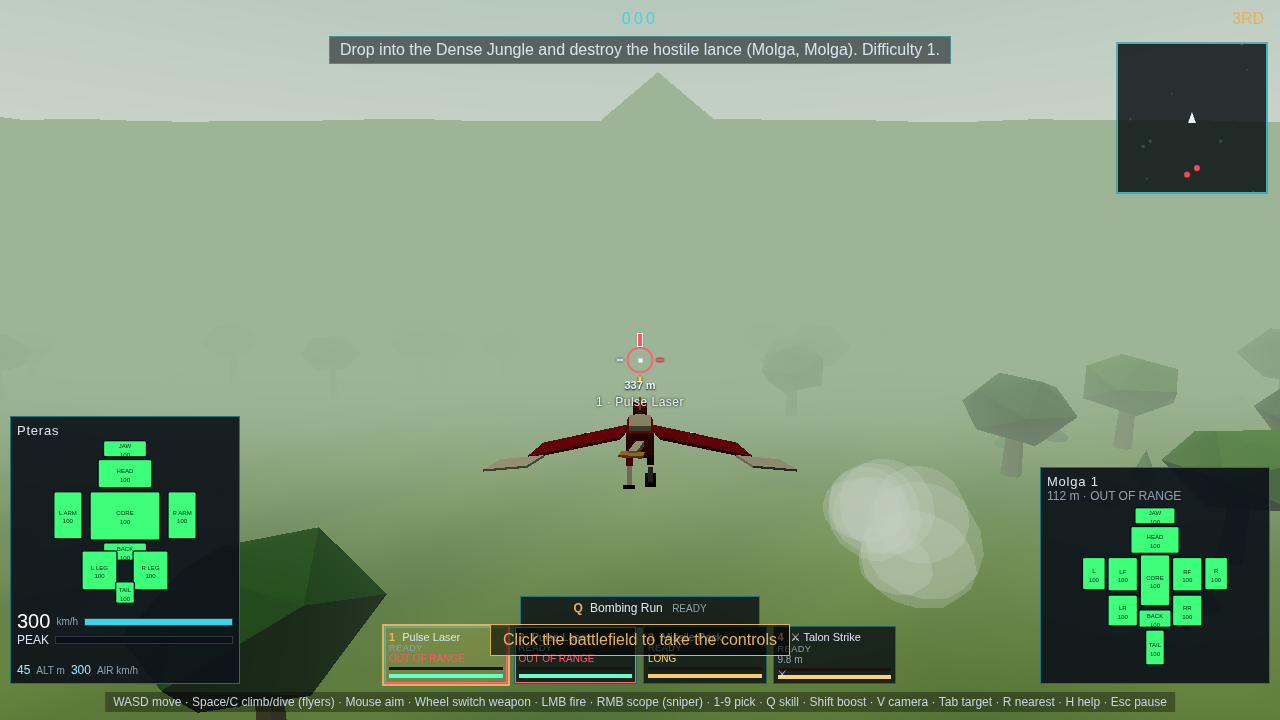 000
3RD
Drop into the Dense Jungle and destroy the hostile lance (Molga, Molga). Difficulty 1.
337 m
1 · Pulse Laser
Pteras
JAW
100
HEAD
100
L ARM
100
CORE
100
R ARM
100
BACK
100
L LEG
100
R LEG
100
TAIL
100
300 km/h
PEAK
45 ALT m 300 AIR km/h
Molga 1
112 m · OUT OF RANGE
JAW
100
HEAD
100
L
100
LF
100
CORE
100
RF
100
R
100
LR
100
RR
100
BACK
100
TAIL
100
Q Bombing Run READY
1 Pulse Laser
READY
OUT OF RANGE
OUT OF RANGE
READY
LONG
4 ⚔ Talon Strike
READY
9.8 m
⚔
Click the battlefield to take the controls
WASD move · Space/C climb/dive (flyers) · Mouse aim · Wheel switch weapon · LMB fire · RMB scope (sniper) · 1-9 pick · Q skill · Shift boost · V camera · Tab target · R nearest · H help · Esc pause